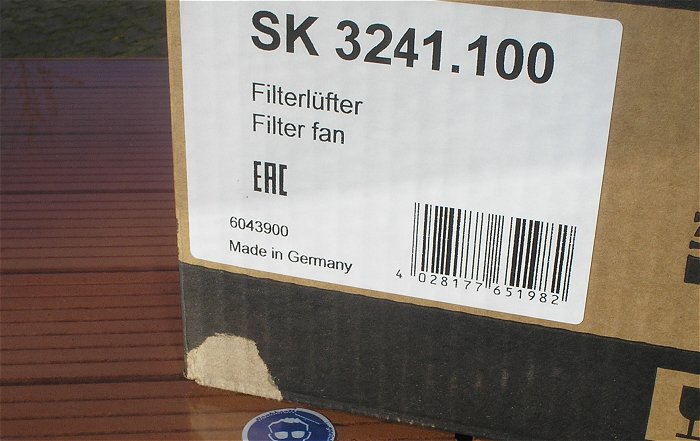 SK 3241.100
Filterlüfter
Filter fan
EAC
6043900
Made in Germany
4 028177 651982